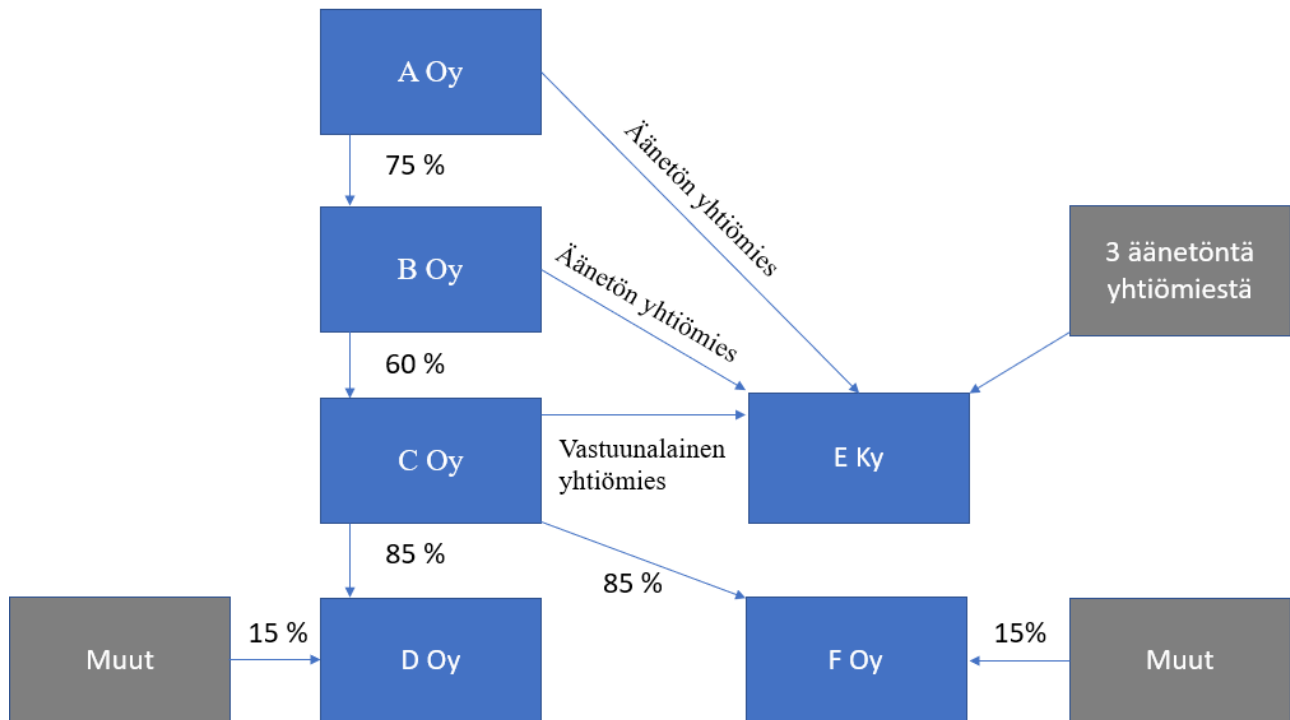 A Oy
75 %
Äänetön yhtiömies
B Oy
Äänetön yhtiömies
3 äänetöntä
yhtiömiestä
60 %
C Oy
Vastuunalainen
yhtiömies
E Ky
85 %
85 %
Muut
15 %
D Oy
F Oy
15%
Muut